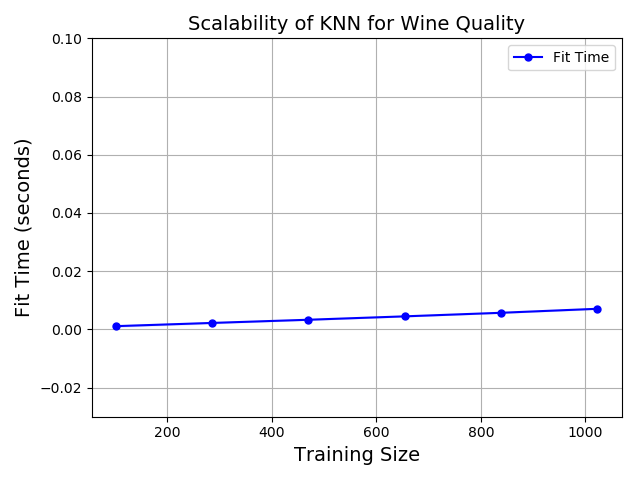 Scalability of KNN for Wine Quality
Fit Time
0.10
0.08
0.06
0.04
0.02
0.00
−0.02
Fit Time (seconds)
200 400 600 800 1000
Training Size